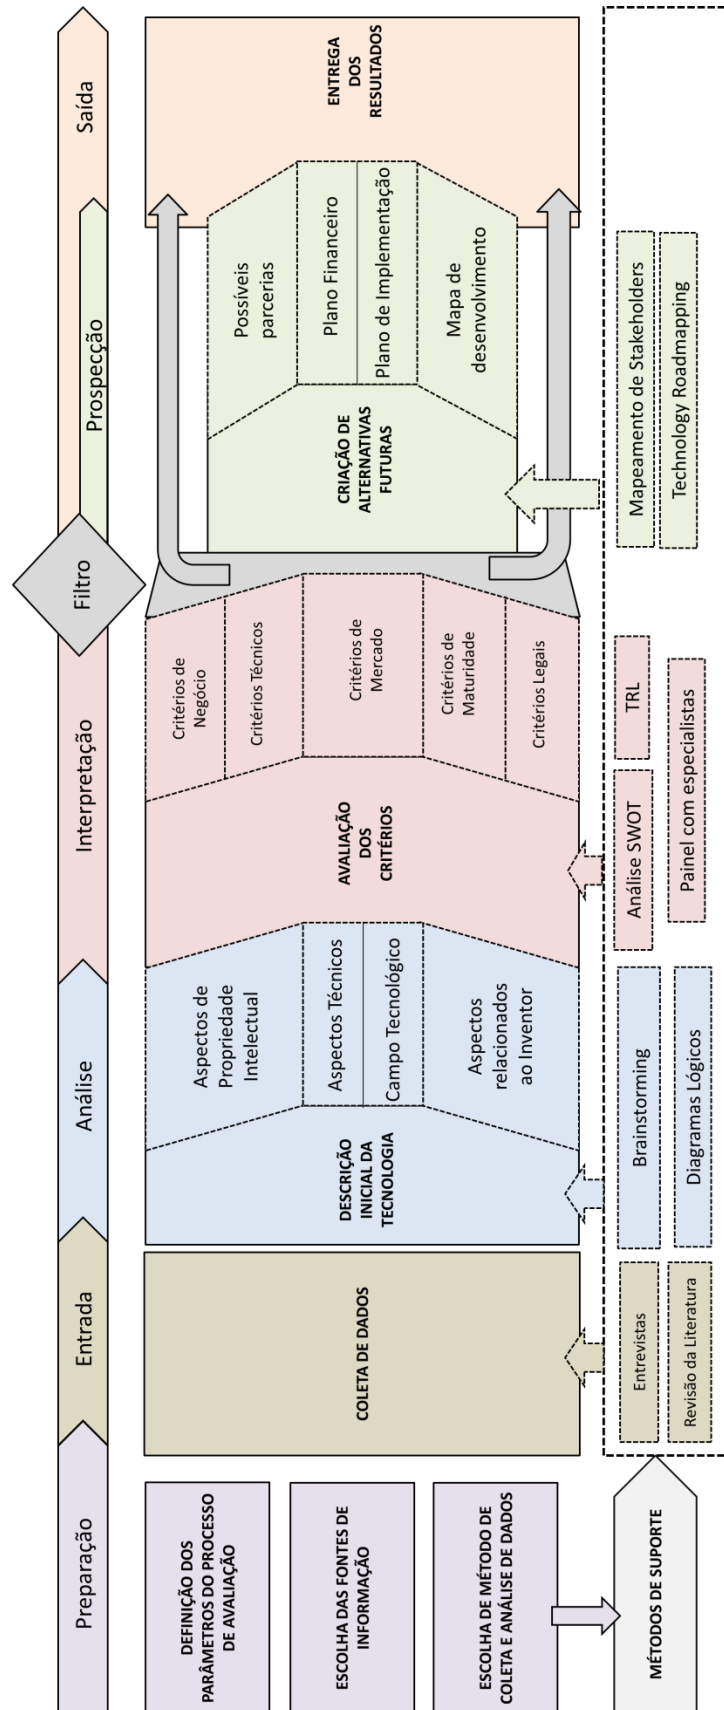 Preparação
Entrada
Análise
Interpretação
Filtro
Prospecção
Saída
DEFINIÇÃO DOS
PARÂMETROS DO PROCESSO
DE AVALIAÇÃO
ESCOLHA DAS FONTES DE
INFORMAÇÃO
ESCOLHA DE MÉTODO DE
COLETA E ANÁLISE DE DADOS
COLETA DE DADOS
DESCRIÇÃO
INICIAL DA
TECNOLOGIA
Aspectos de
Propriedade
Intelectual
Aspectos Técnicos
Campo Tecnológico
Aspectos
relacionados
ao Inventor
AVALIAÇÃO
DOS
CRITÉRIOS
Critérios de
Negócio
Critérios Técnicos
Critérios de
Mercado
Critérios de
Maturidade
Critérios Legais
CRIAÇÃO DE
ALTERNATIVAS
FUTURAS
Possíveis
parcerias
Plano Financeiro
Plano de Implementação
Mapa de
desenvolvimento
ENTREGA
DOS
RESULTADOS
MÉTODOS DE SUPORTE
Entrevistas
Revisão da Literatura
Brainstorming
Diagramas Lógicos
Análise SWOT
TRL
Painel com especialistas
Mapeamento de Stakeholders
Technology Roadmapping